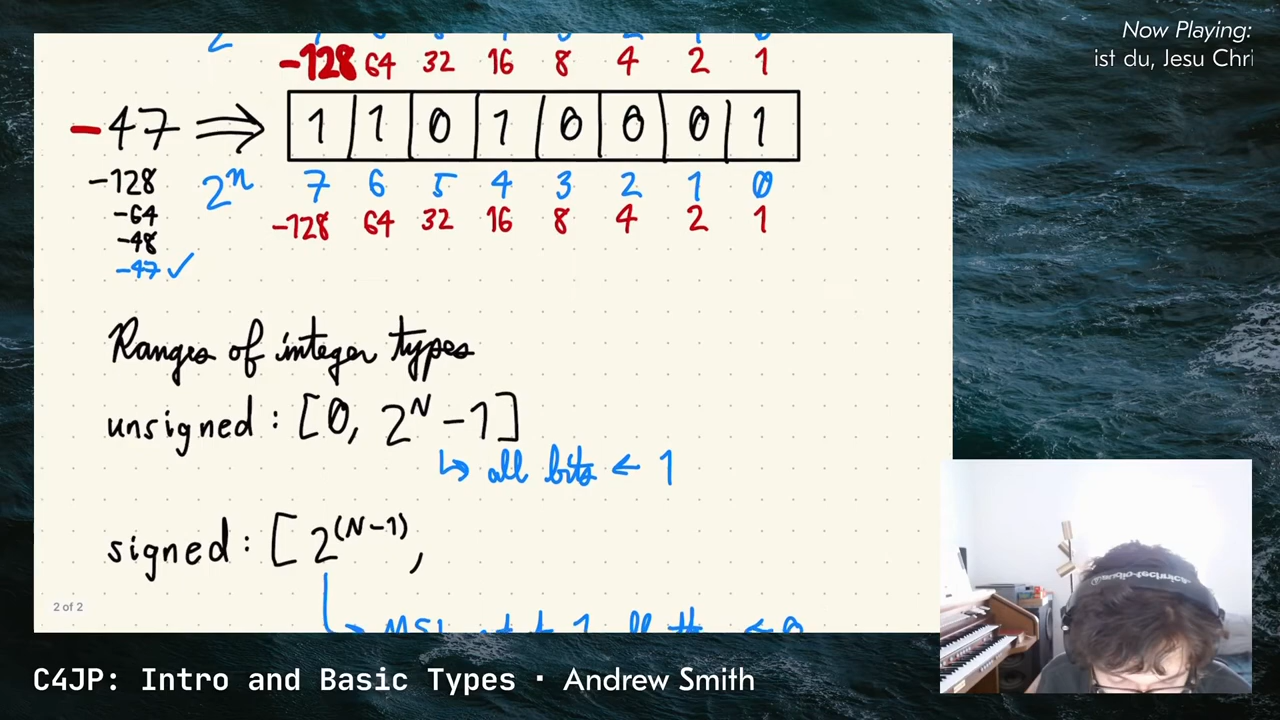 Now Playing:
ist du, Jesu Chri
-128 64 32 16 8 4 2 1
-47 ⇒ 1 1 0 1 0 0 0 1
2ⁿ 7 6 5 4 3 2 1 0
-128 64 32 16 8 4 2 1
-128
-64
-48
-47 ✓
Ranges of integer types
unsigned: [0, 2ᴺ -1]
↳ all bits ← 1
signed: [2⁽ᴺ⁻¹⁾,
2 of 2
audio-technica
C4JP: Intro and Basic Types · Andrew Smith